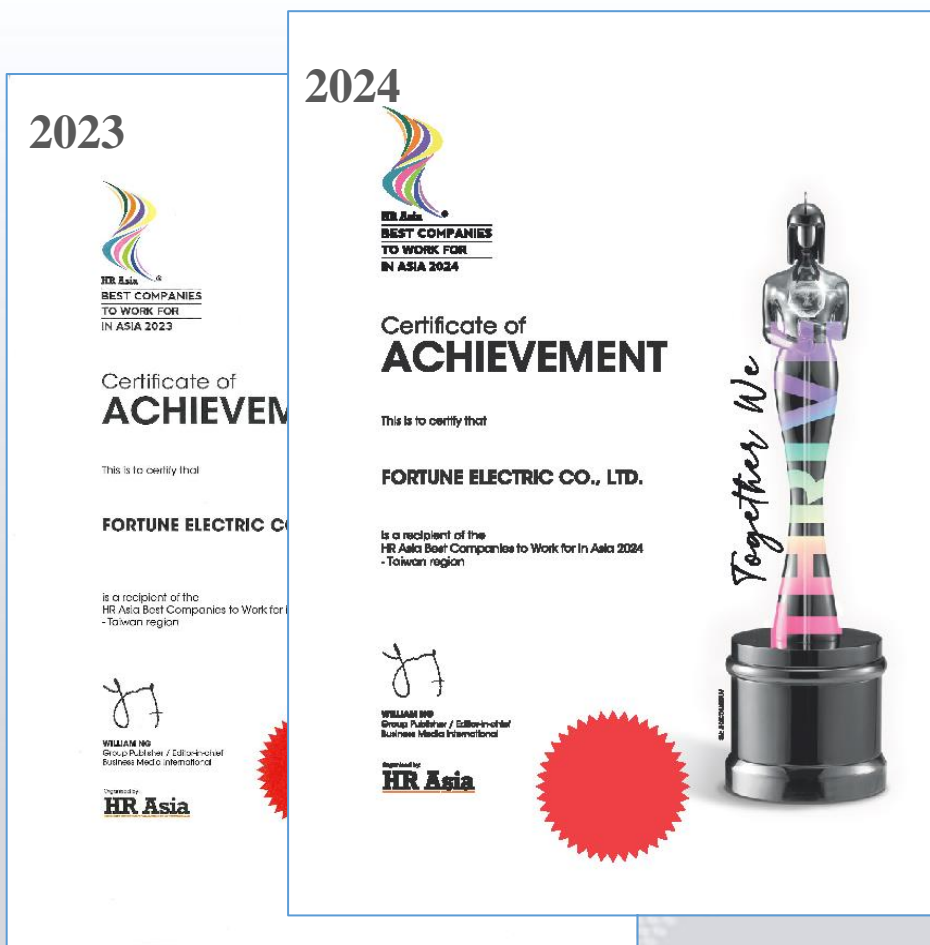 2023
HR Asia ®
BEST COMPANIES
TO WORK FOR
IN ASIA 2023
Certificate of
ACHIEVEM
This is to certify that
FORTUNE ELECTRIC CO
is a recipient of the
HR Asia Best Companies to Work for i
- Taiwan region
WILLIAM NG
Group Publisher / Editor-in-chief
Business Media International
Organised by:
HR Asia
2024
HR Asia ®
BEST COMPANIES
TO WORK FOR
IN ASIA 2024
Certificate of
ACHIEVEMENT
This is to certify that
FORTUNE ELECTRIC CO., LTD.
is a recipient of the
HR Asia Best Companies to Work for in Asia 2024
- Taiwan region
WILLIAM NG
Group Publisher / Editor-in-chief
Business Media International
Organised by:
HR Asia
Together We